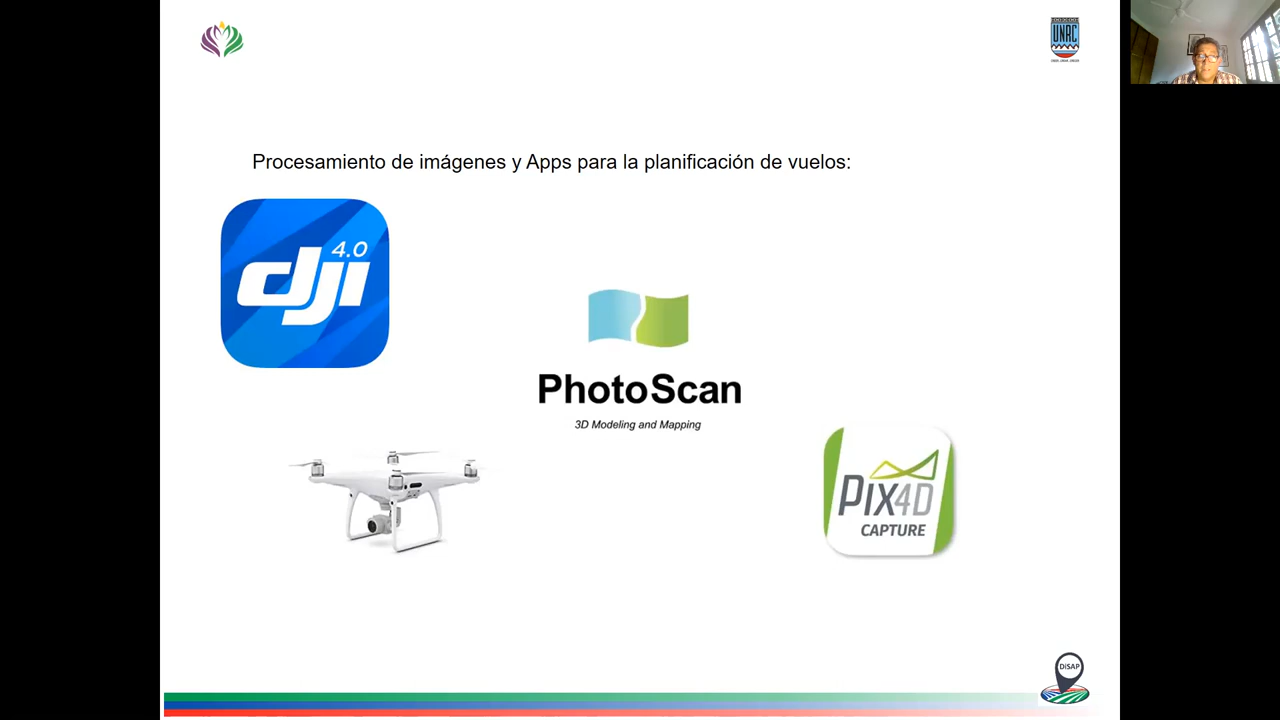 UNRC
Procesamiento de imágenes y Apps para la planificación de vuelos:
4.0
dji
PhotoScan
3D Modeling and Mapping
PIX4D
CAPTURE
DiSAP